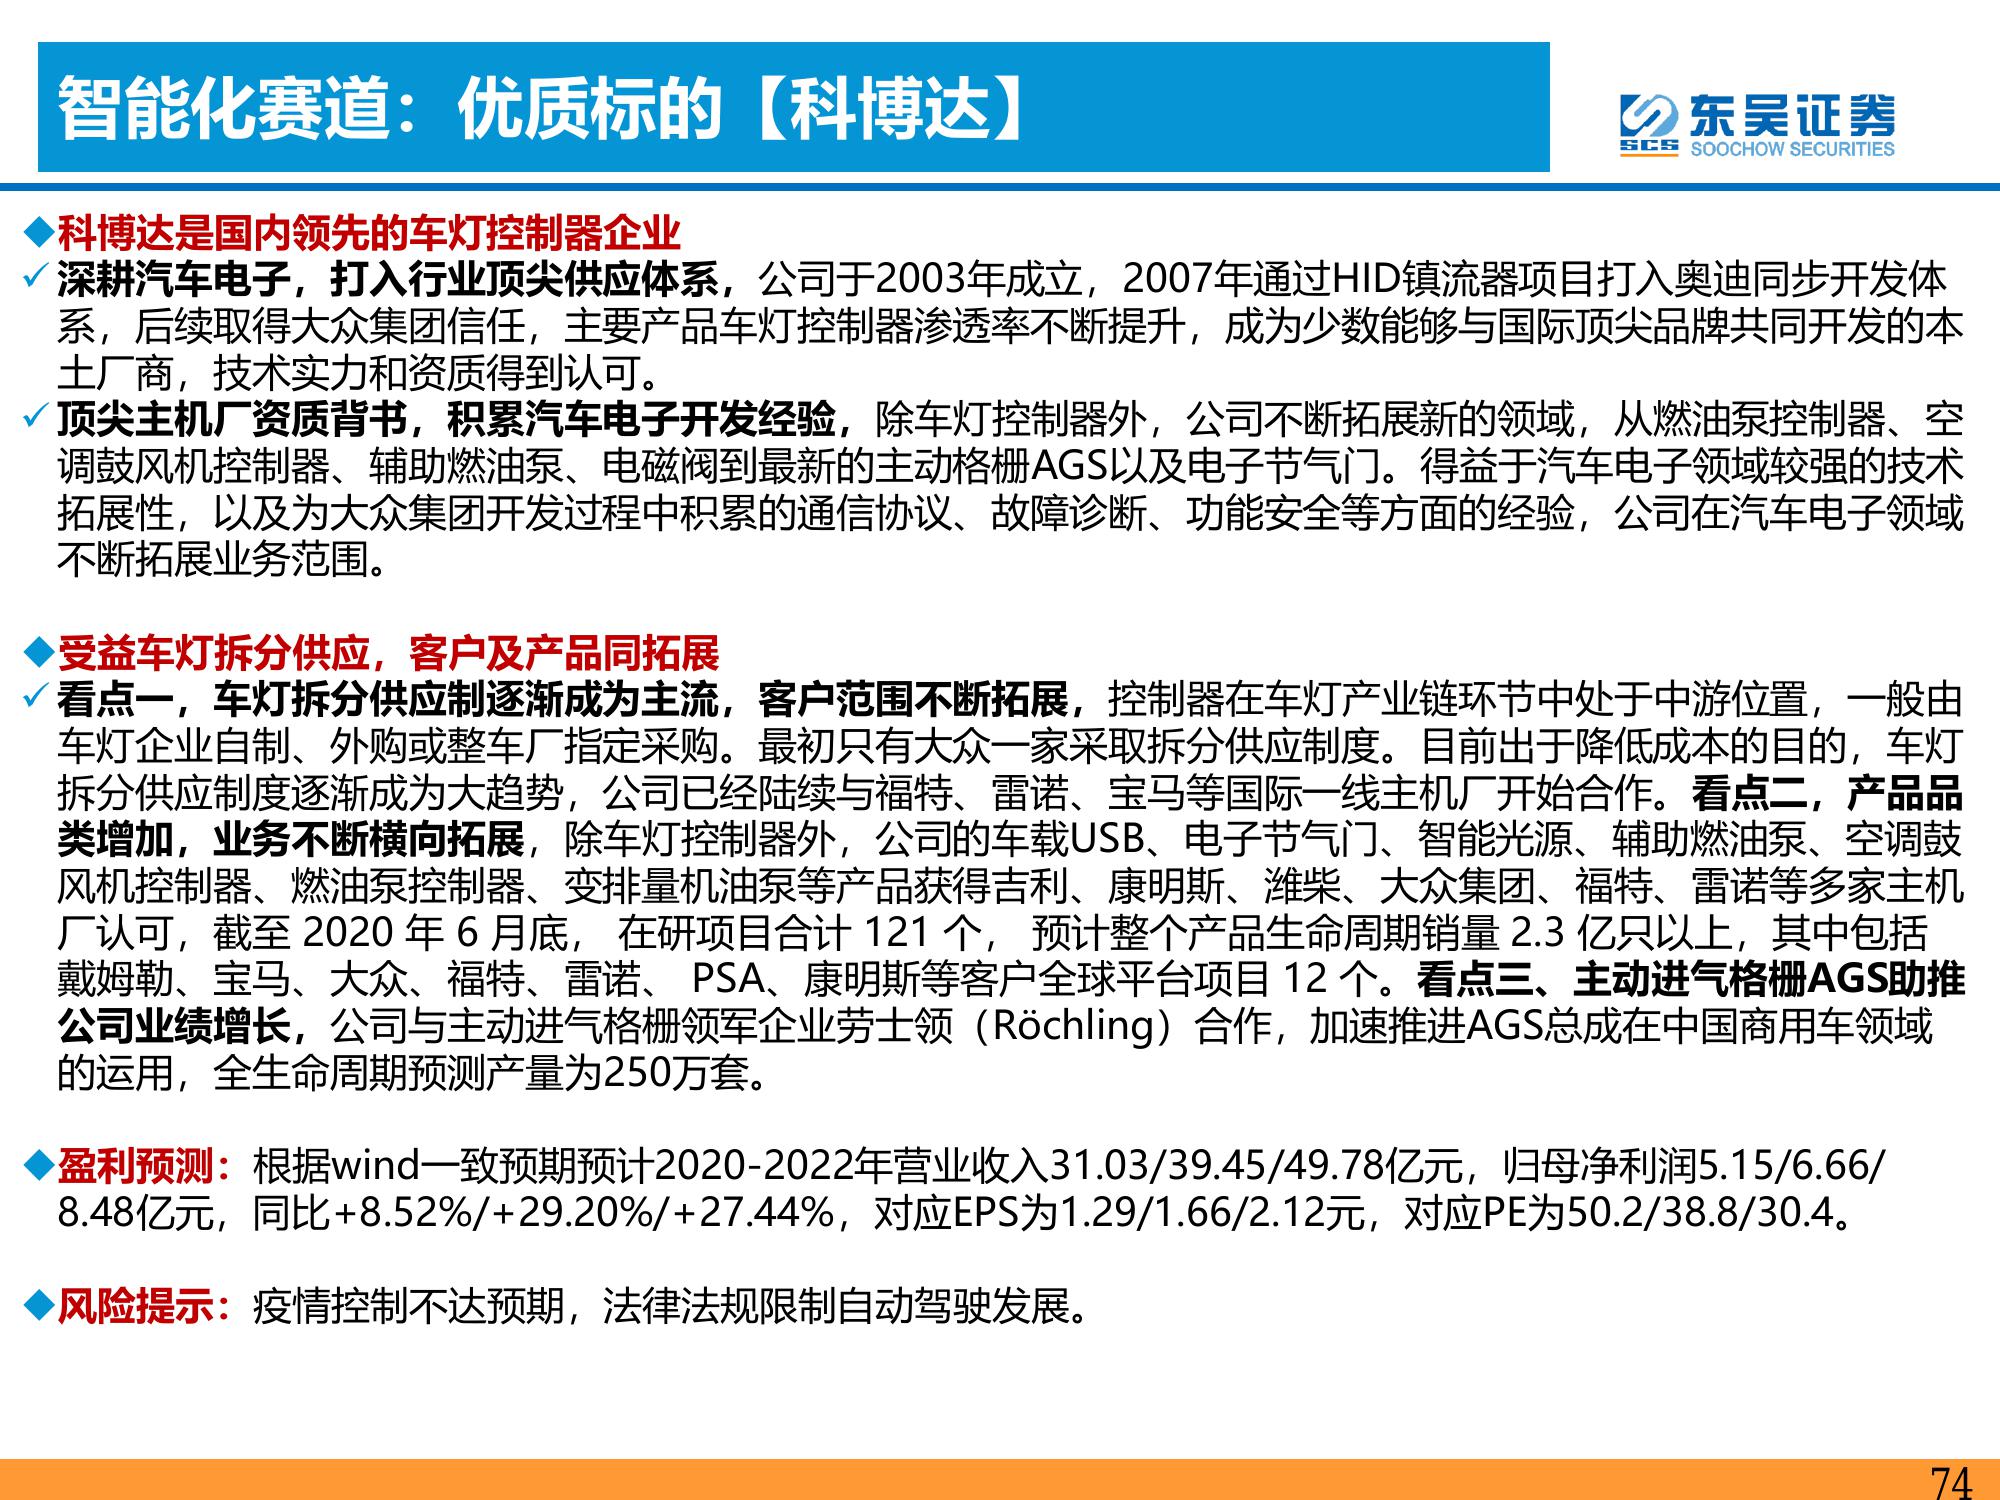 智能化赛道：优质标的【科博达】
东吴证券
SCS
SOOCHOW SECURITIES
◆科博达是国内领先的车灯控制器企业
✓深耕汽车电子，打入行业顶尖供应体系，公司于2003年成立，2007年通过HID镇流器项目打入奥迪同步开发体
系，后续取得大众集团信任，主要产品车灯控制器渗透率不断提升，成为少数能够与国际顶尖品牌共同开发的本
土厂商，技术实力和资质得到认可。
✓顶尖主机厂资质背书，积累汽车电子开发经验，除车灯控制器外，公司不断拓展新的领域，从燃油泵控制器、空
调鼓风机控制器、辅助燃油泵、电磁阀到最新的主动格栅AGS以及电子节气门。得益于汽车电子领域较强的技术
拓展性，以及为大众集团开发过程中积累的通信协议、故障诊断、功能安全等方面的经验，公司在汽车电子领域
不断拓展业务范围。
◆受益车灯拆分供应，客户及产品同拓展
✓看点一，车灯拆分供应制逐渐成为主流，客户范围不断拓展，控制器在车灯产业链环节中处于中游位置，一般由
车灯企业自制、外购或整车厂指定采购。最初只有大众一家采取拆分供应制度。目前出于降低成本的目的，车灯
拆分供应制度逐渐成为大趋势，公司已经陆续与福特、雷诺、宝马等国际一线主机厂开始合作。看点二，产品品
类增加，业务不断横向拓展，除车灯控制器外，公司的车载USB、电子节气门、智能光源、辅助燃油泵、空调鼓
风机控制器、燃油泵控制器、变排量机油泵等产品获得吉利、康明斯、潍柴、大众集团、福特、雷诺等多家主机
厂认可，截至 2020 年 6 月底， 在研项目合计 121 个， 预计整个产品生命周期销量 2.3 亿只以上，其中包括
戴姆勒、宝马、大众、福特、雷诺、 PSA、康明斯等客户全球平台项目 12 个。看点三、主动进气格栅AGS助推
公司业绩增长，公司与主动进气格栅领军企业劳士领（Röchling）合作，加速推进AGS总成在中国商用车领域
的运用，全生命周期预测产量为250万套。
◆盈利预测：根据wind一致预期预计2020-2022年营业收入31.03/39.45/49.78亿元，归母净利润5.15/6.66/
8.48亿元，同比+8.52%/+29.20%/+27.44%，对应EPS为1.29/1.66/2.12元，对应PE为50.2/38.8/30.4。
◆风险提示：疫情控制不达预期，法律法规限制自动驾驶发展。
74